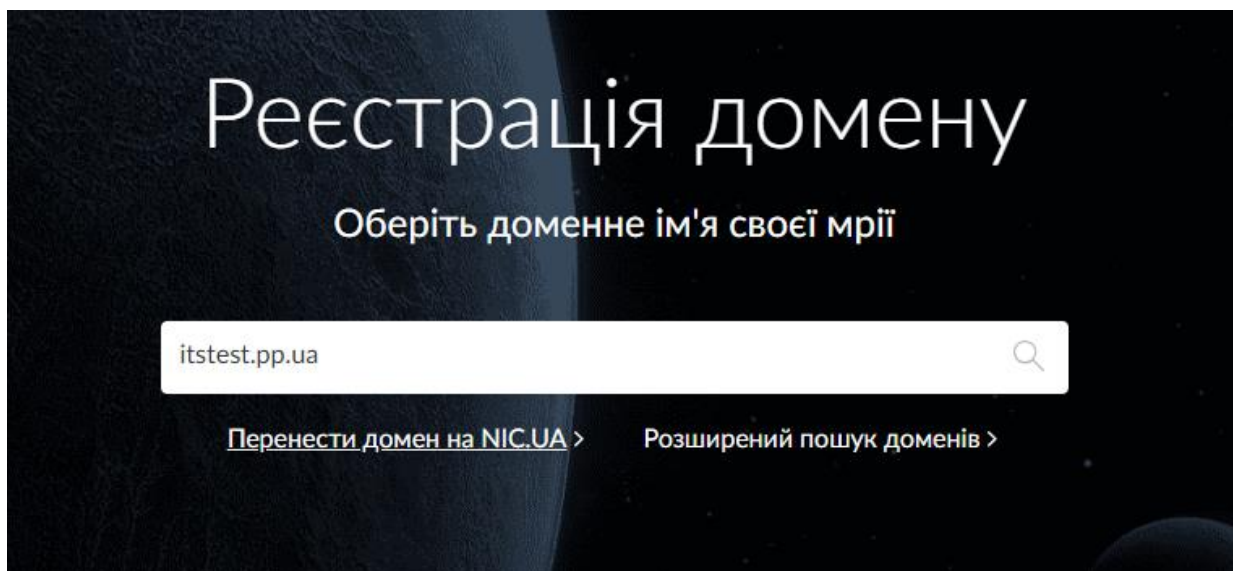 Реєстрація домену
Оберіть доменне ім'я своєї мрії
itstest.pp.ua
Перенести домен на NIC.UA > Розширений пошук доменів >